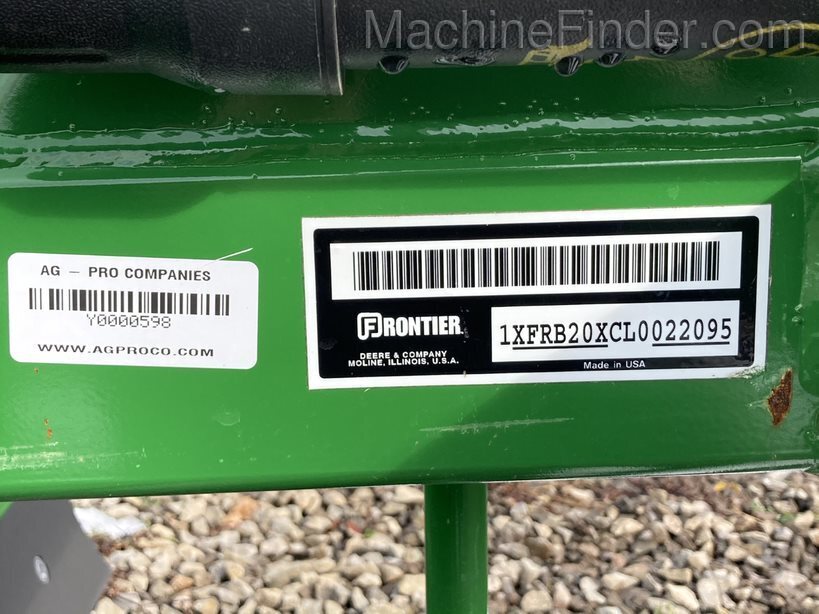 MachineFinder.com
AG - PRO COMPANIES
Y0000598
WWW.AGPROCO.COM
FRONTIER
DEERE & COMPANY
MOLINE, ILLINOIS, U.S.A.
1XFRB20XCL0022095
Made in USA